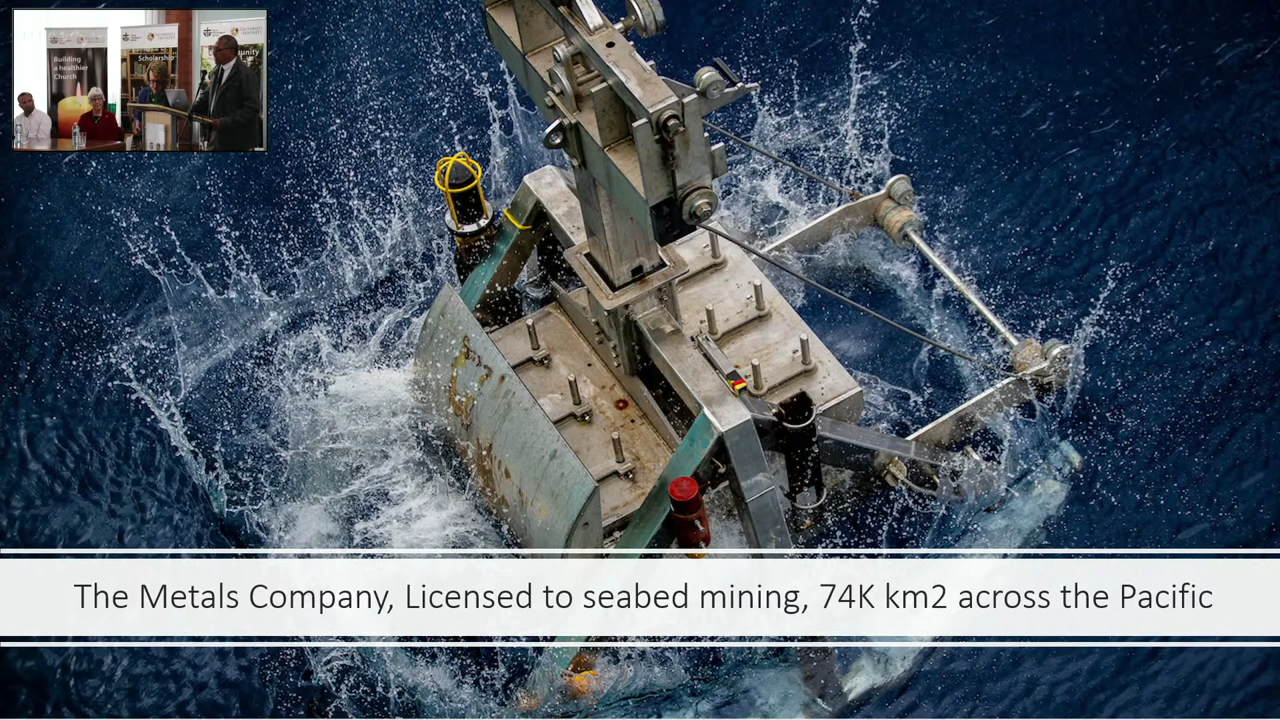 Building
a healthier
Church
Scholarship
The Metals Company, Licensed to seabed mining, 74K km2 across the Pacific